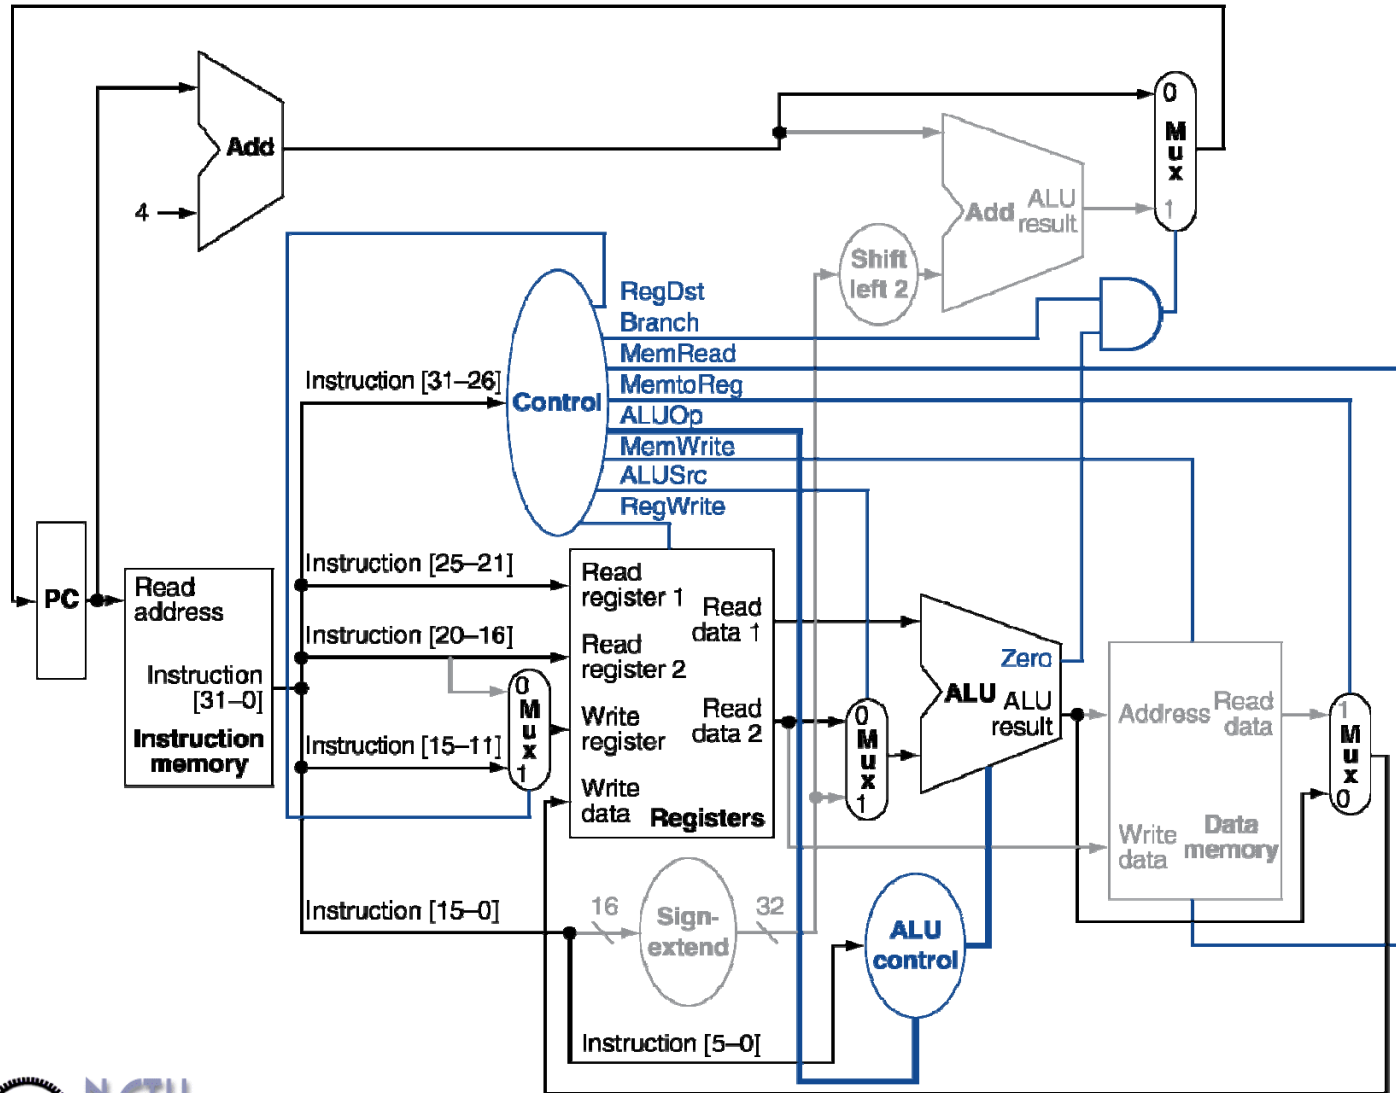 0
M
u
x
1
Add
4
Add
ALU
result
Shift
left 2
RegDst
Branch
MemRead
MemtoReg
ALUOp
MemWrite
ALUSrc
RegWrite
Instruction [31–26]
Control
PC
Read
address
Instruction
[31–0]
Instruction
memory
Instruction [25–21]
Instruction [20–16]
Instruction [15–11]
0
M
u
x
1
Read
register 1
Read
register 2
Write
register
Write
data
Read
data 1
Read
data 2
Registers
0
M
u
x
1
Zero
ALU
ALU
result
Address
Read
data
Write
data
Data
memory
1
M
u
x
0
Instruction [15–0]
16
Sign-
extend
32
ALU
control
Instruction [5–0]
NCTU